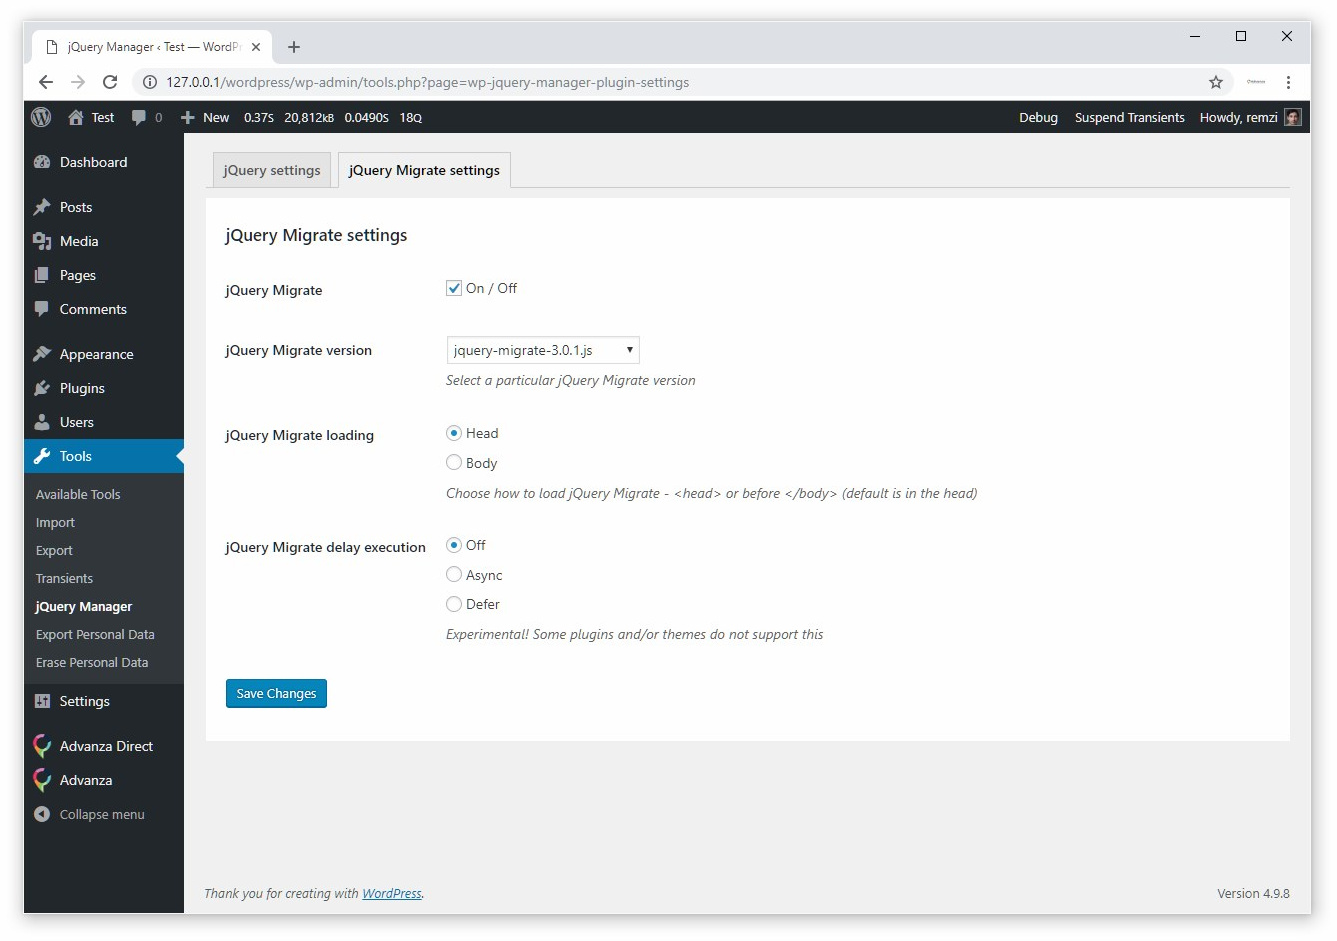 jQuery Manager ‹ Test — WordPr
127.0.0.1/wordpress/wp-admin/tools.php?page=wp-jquery-manager-plugin-settings
Test 0 New 0.37S 20,812KB 0.0490S 18Q Debug Suspend Transients Howdy, remzi
Dashboard
Posts
Media
Pages
Comments
Appearance
Plugins
Users
Tools
Available Tools
Import
Export
Transients
jQuery Manager
Export Personal Data
Erase Personal Data
Settings
Advanza Direct
Advanza
Collapse menu
jQuery settings
jQuery Migrate settings
jQuery Migrate settings
jQuery Migrate
On / Off
jQuery Migrate version
jquery-migrate-3.0.1.js
Select a particular jQuery Migrate version
jQuery Migrate loading
Head
Body
Choose how to load jQuery Migrate - <head> or before </body> (default is in the head)
jQuery Migrate delay execution
Off
Async
Defer
Experimental! Some plugins and/or themes do not support this
Save Changes
Thank you for creating with WordPress.
Version 4.9.8